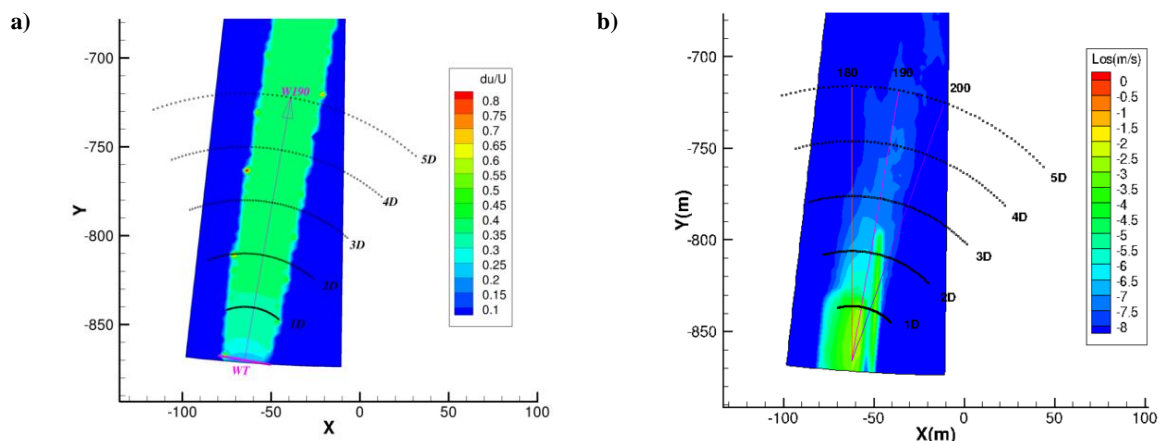 a)
-700
-750
-800
-850
Y
-100
-50
0
50
100
X
W190
5D
4D
3D
2D
1D
WT
du/U
0.8
0.75
0.7
0.65
0.6
0.55
0.5
0.45
0.4
0.35
0.3
0.25
0.2
0.15
0.1
b)
-700
-750
-800
-850
Y(m)
-100
-50
0
50
100
X(m)
180
190
200
5D
4D
3D
2D
1D
Los(m/s)
0
-0.5
-1
-1.5
-2
-2.5
-3
-3.5
-4
-4.5
-5
-5.5
-6
-6.5
-7
-7.5
-8